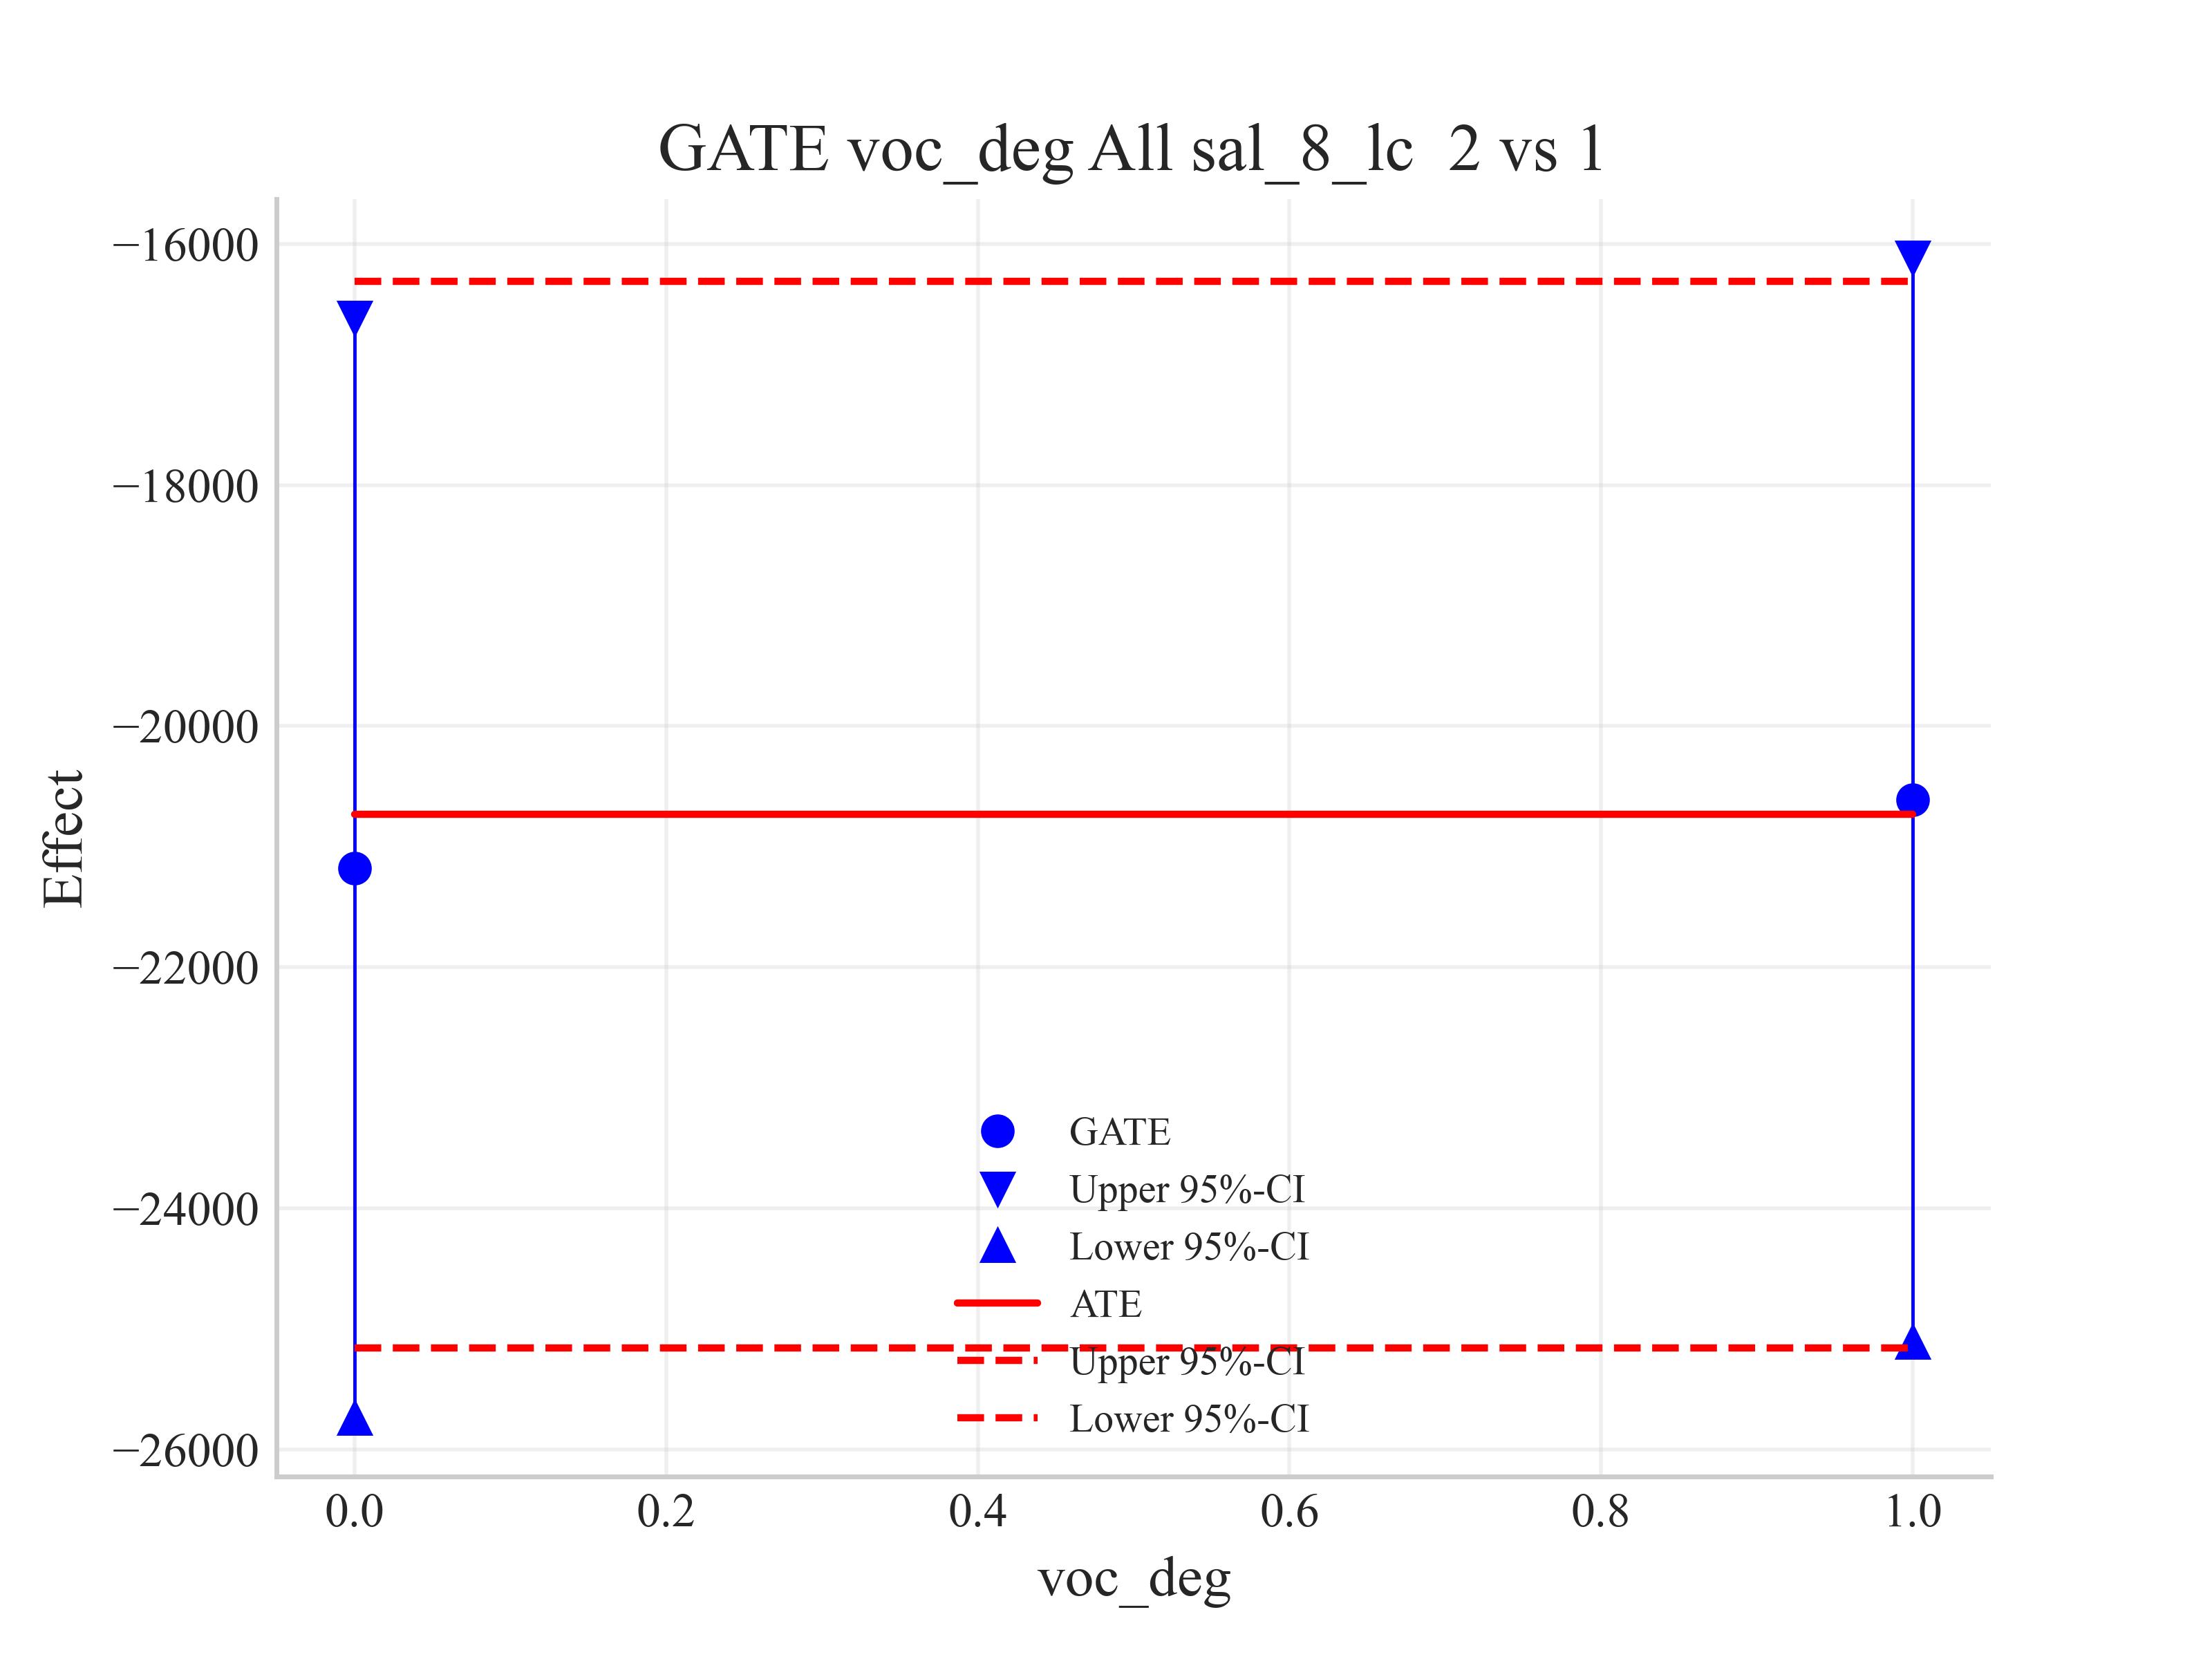 GATE voc_deg All sal_8_lc  2 vs 1
−16000
−18000
−20000
−22000
−24000
−26000
Effect
GATE
Upper 95%-CI
Lower 95%-CI
ATE
Upper 95%-CI
Lower 95%-CI
0.0 0.2 0.4 0.6 0.8 1.0
voc_deg